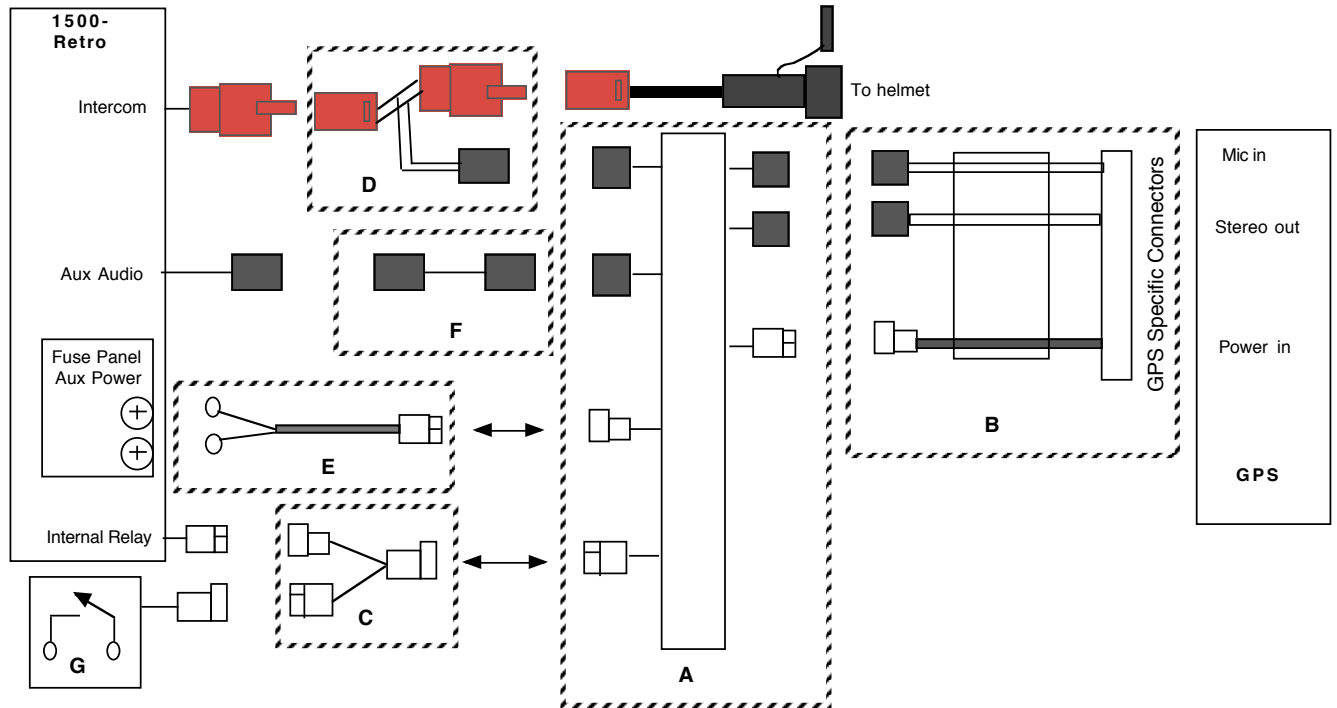 1500-
Retro
Intercom
To helmet
D
Mic in
Stereo out
Aux Audio
F
GPS Specific Connectors
Fuse Panel
Aux Power
Power in
B
E
GPS
Internal Relay
C
G
A